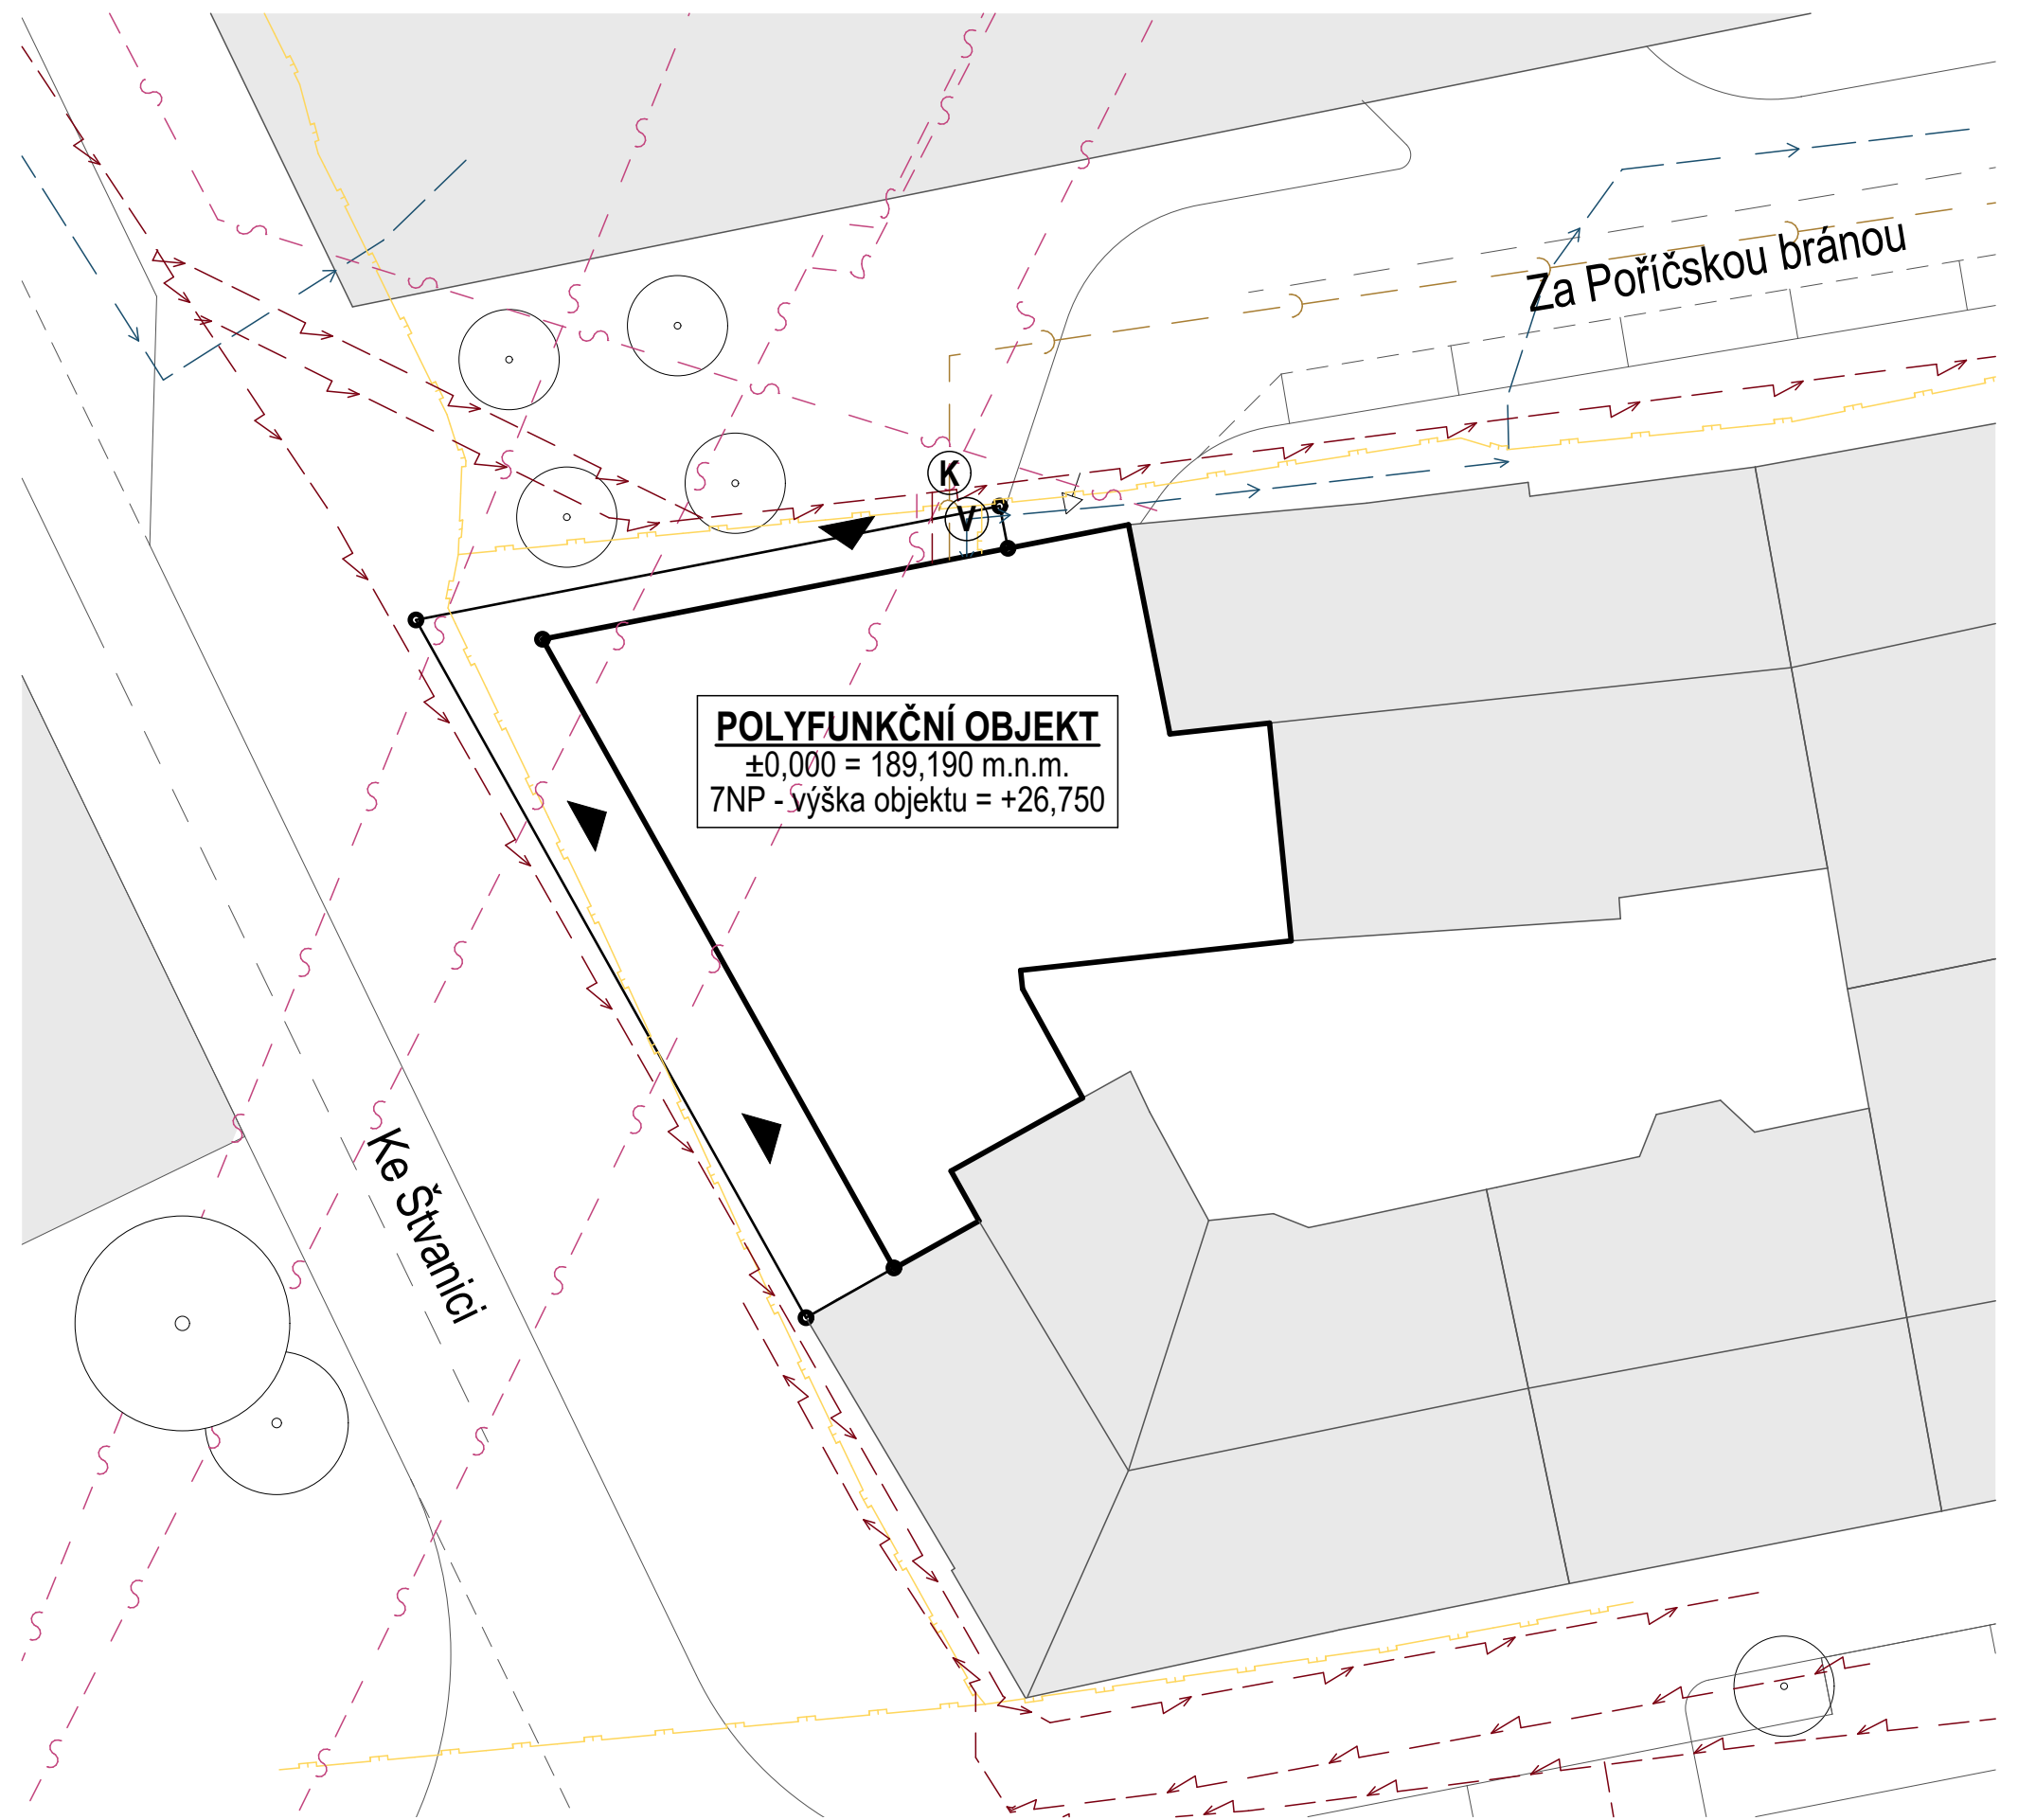 Za Poříčskou bránou
K
V
POLYFUNKČNÍ OBJEKT
±0,000 = 189,190 m.n.m.
7NP - výška objektu = +26,750
Ke Štvanici